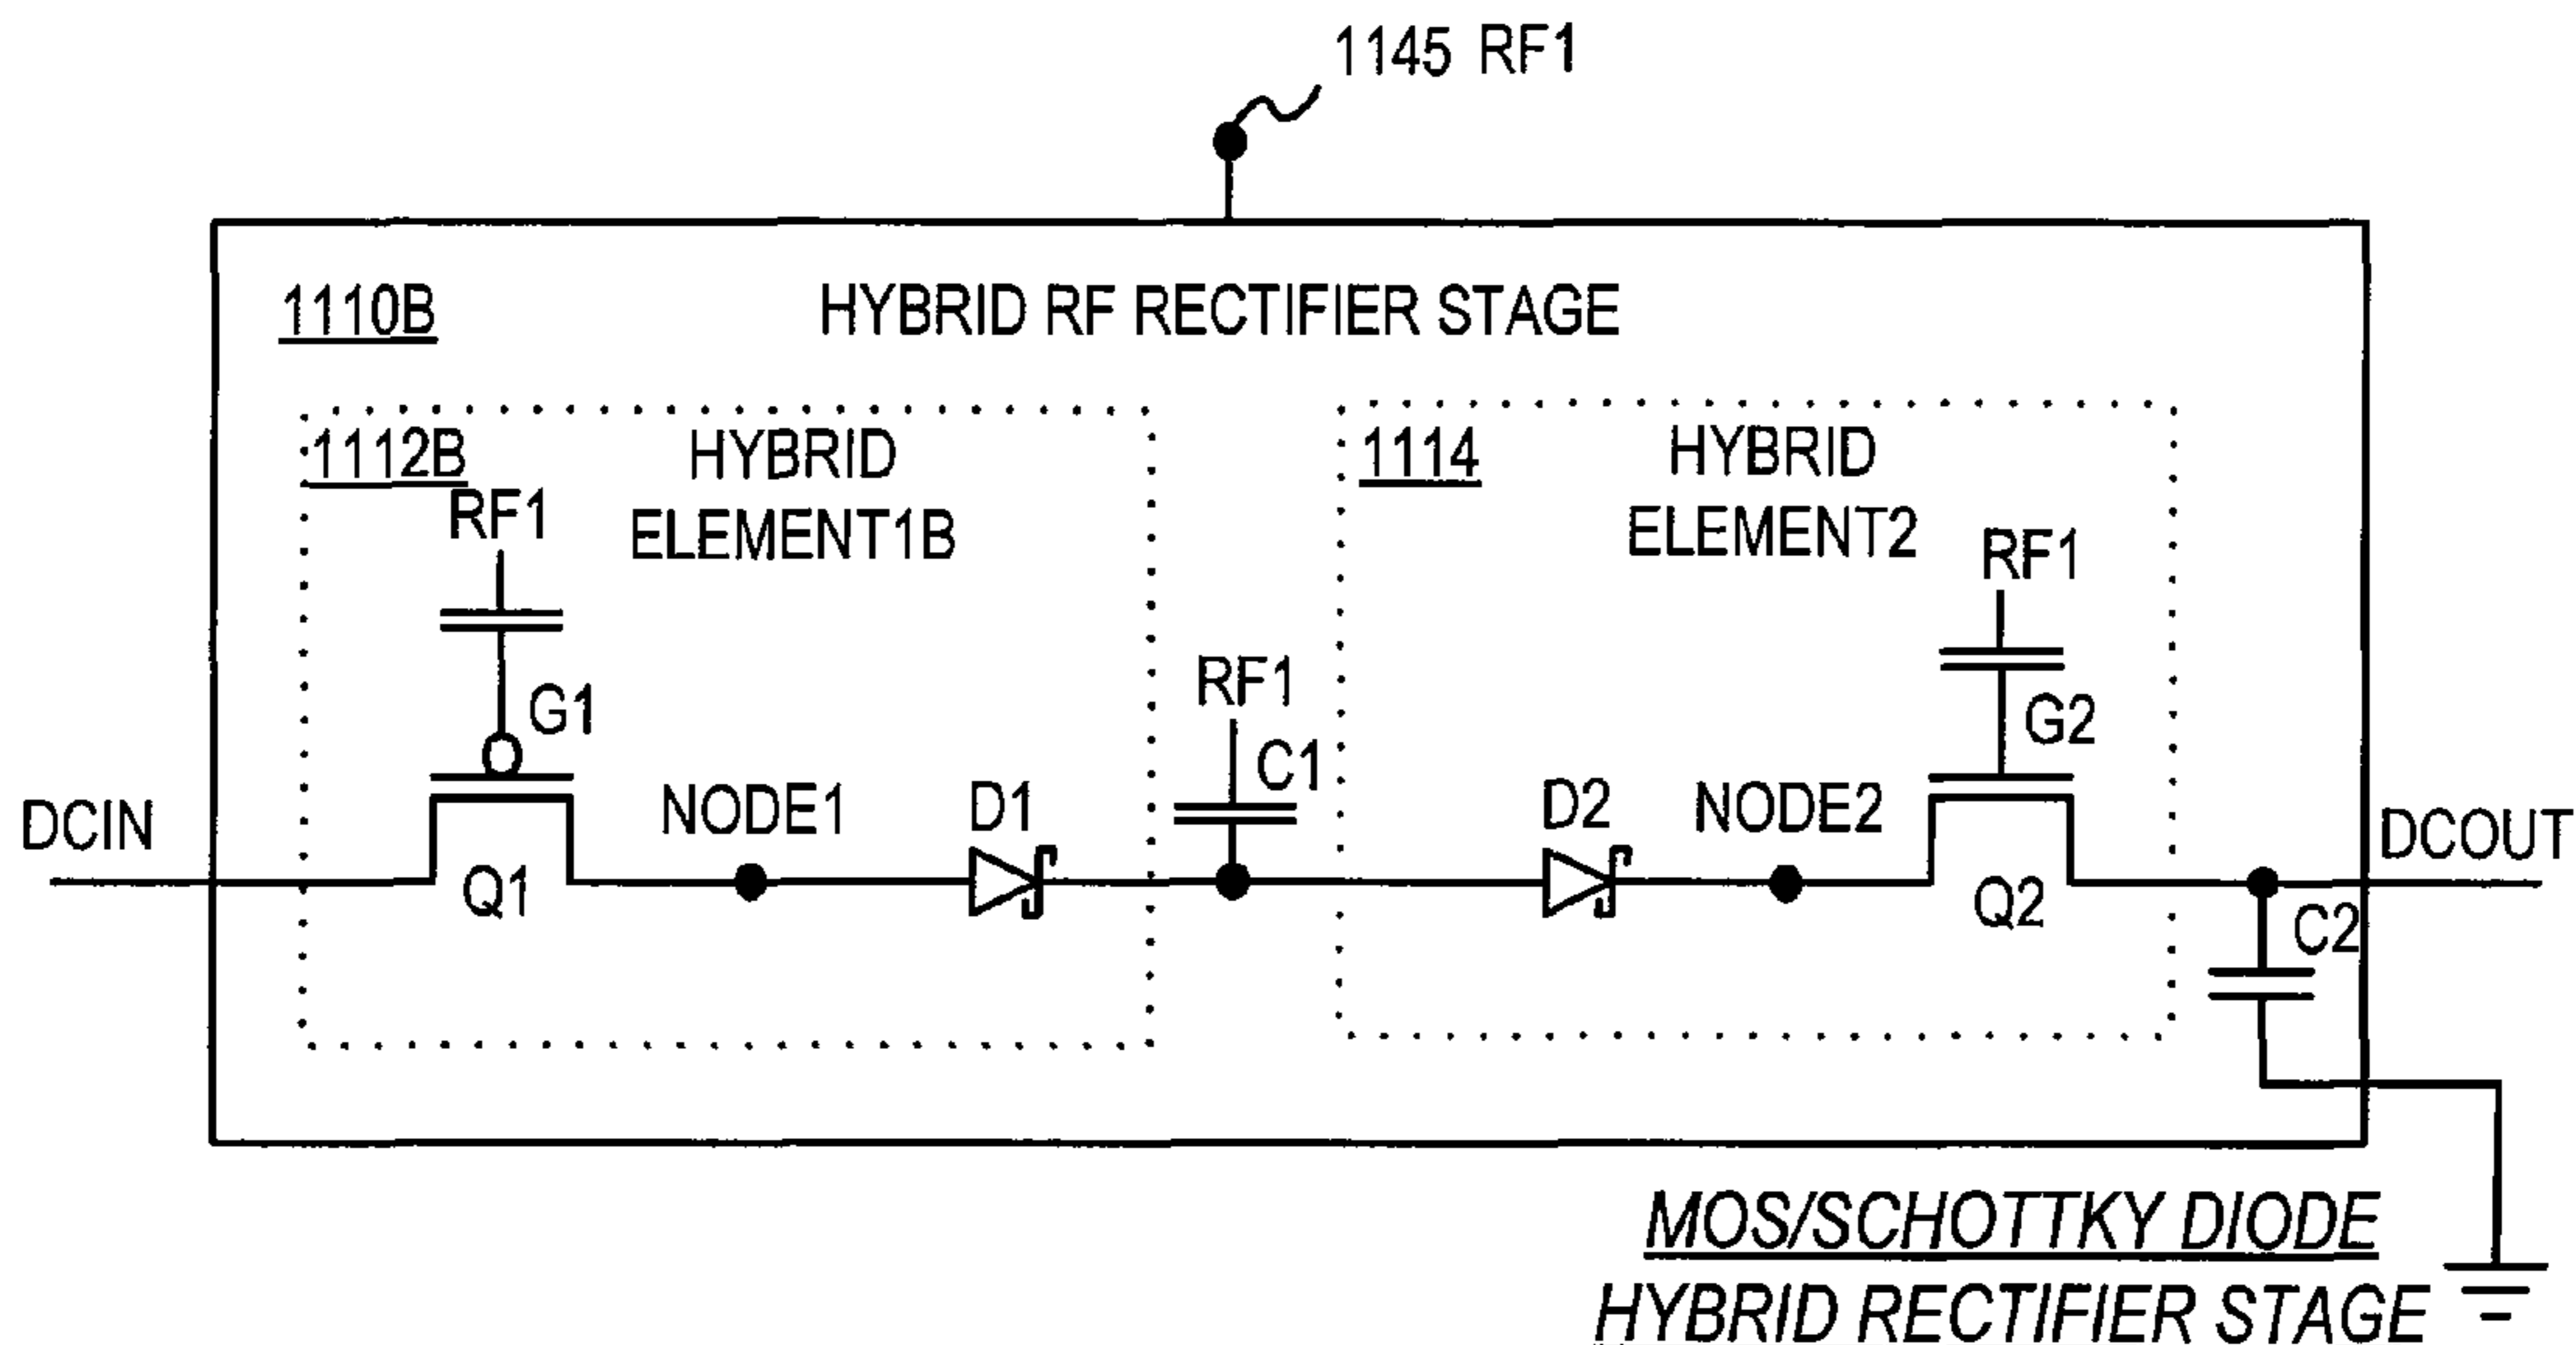 1145 RF1
1110B
HYBRID RF RECTIFIER STAGE
1112B
HYBRID
ELEMENT1B
RF1
G1
Q1
DCIN
NODE1
D1
RF1
C1
1114
HYBRID
ELEMENT2
RF1
G2
D2
NODE2
Q2
DCOUT
C2
MOS/SCHOTTKY DIODE
HYBRID RECTIFIER STAGE